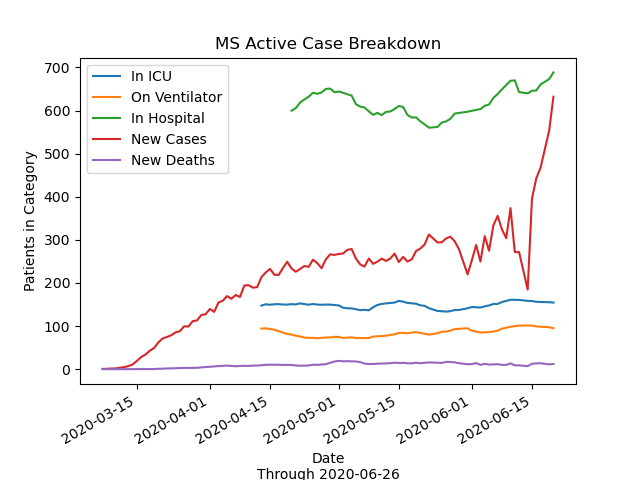 MS Active Case Breakdown
In ICU
On Ventilator
In Hospital
New Cases
New Deaths
700
600
500
400
300
200
100
0
Patients in Category
2020-03-15
2020-04-01
2020-04-15
2020-05-01
2020-05-15
2020-06-01
2020-06-15
Date
Through 2020-06-26